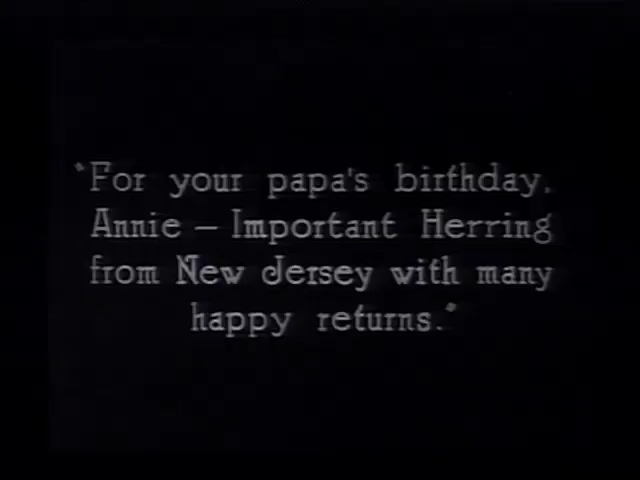 "For your papa's birthday,
Annie – Important Herring
from New Jersey with many
happy returns."